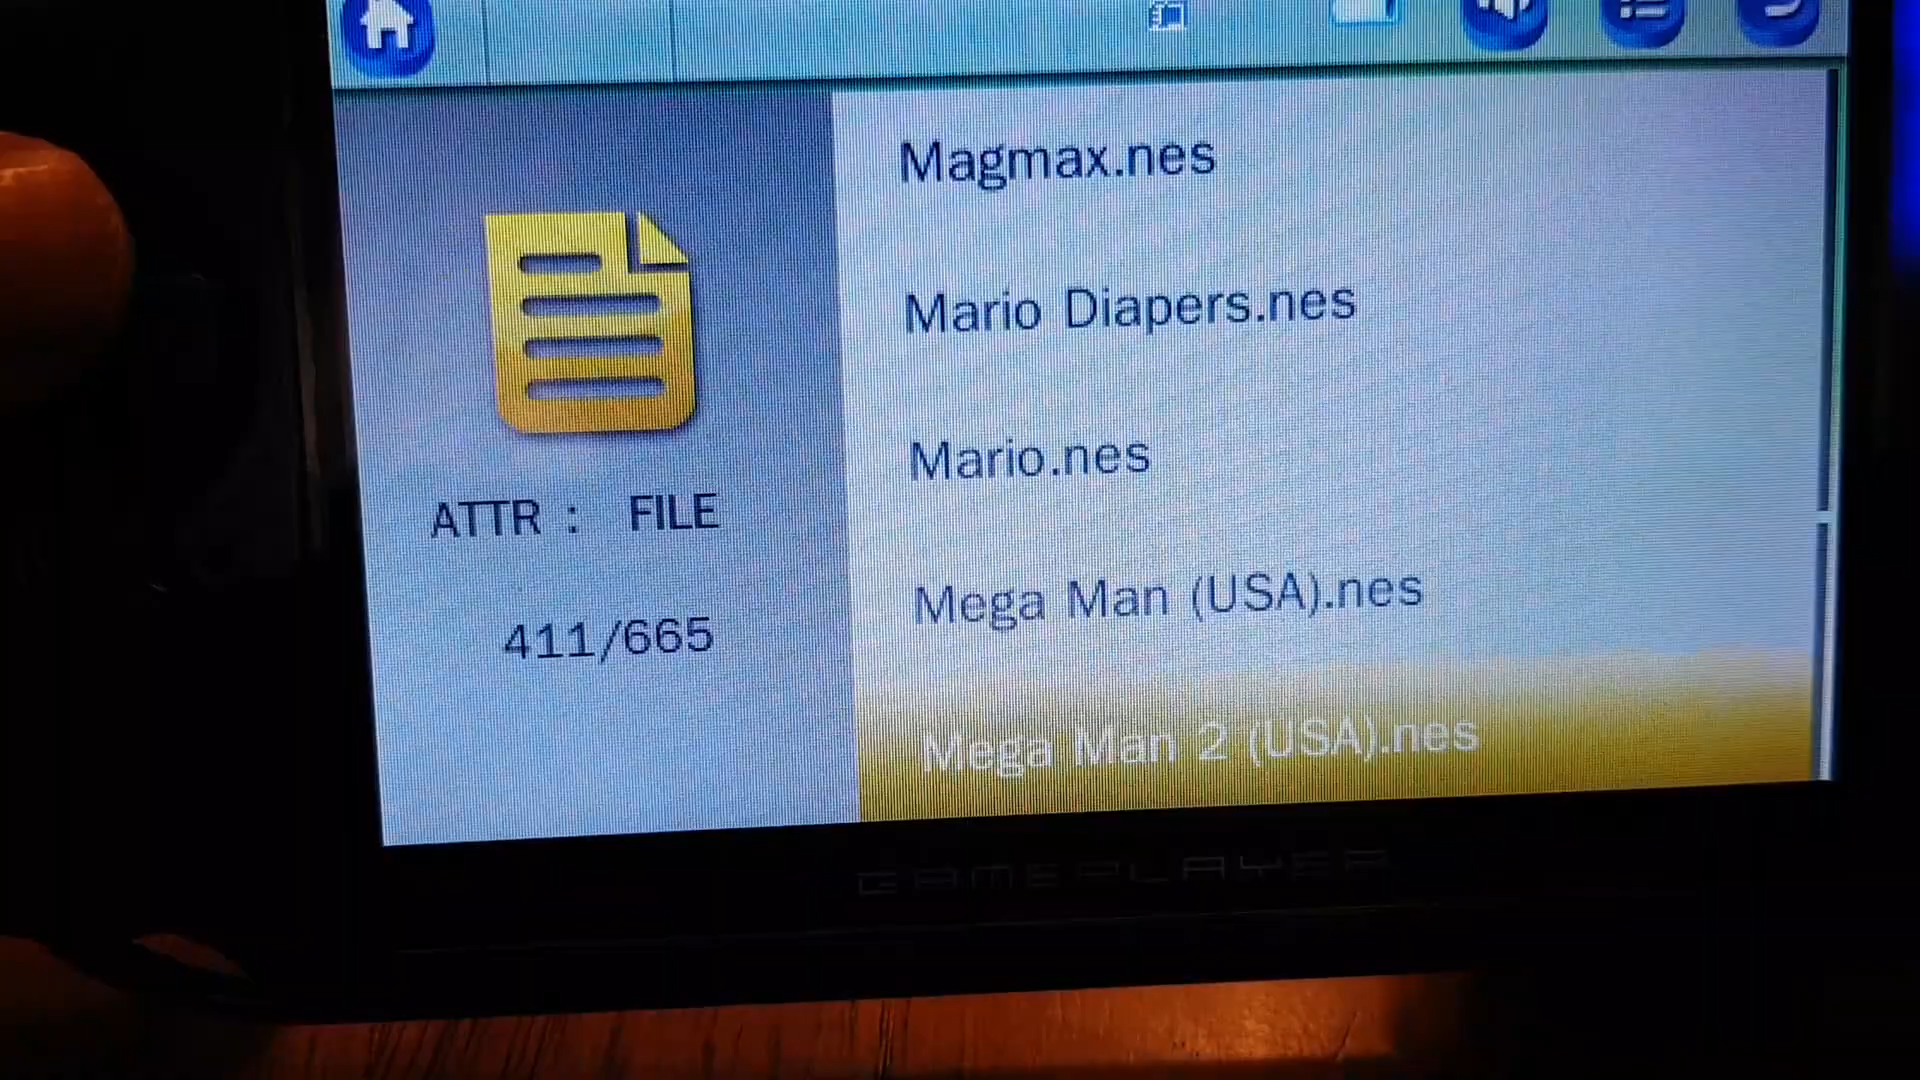 Magmax.nes
Mario Diapers.nes
Mario.nes
Mega Man (USA).nes
Mega Man 2 (USA).nes
ATTR : FILE
411/665
GAMEPLAYER